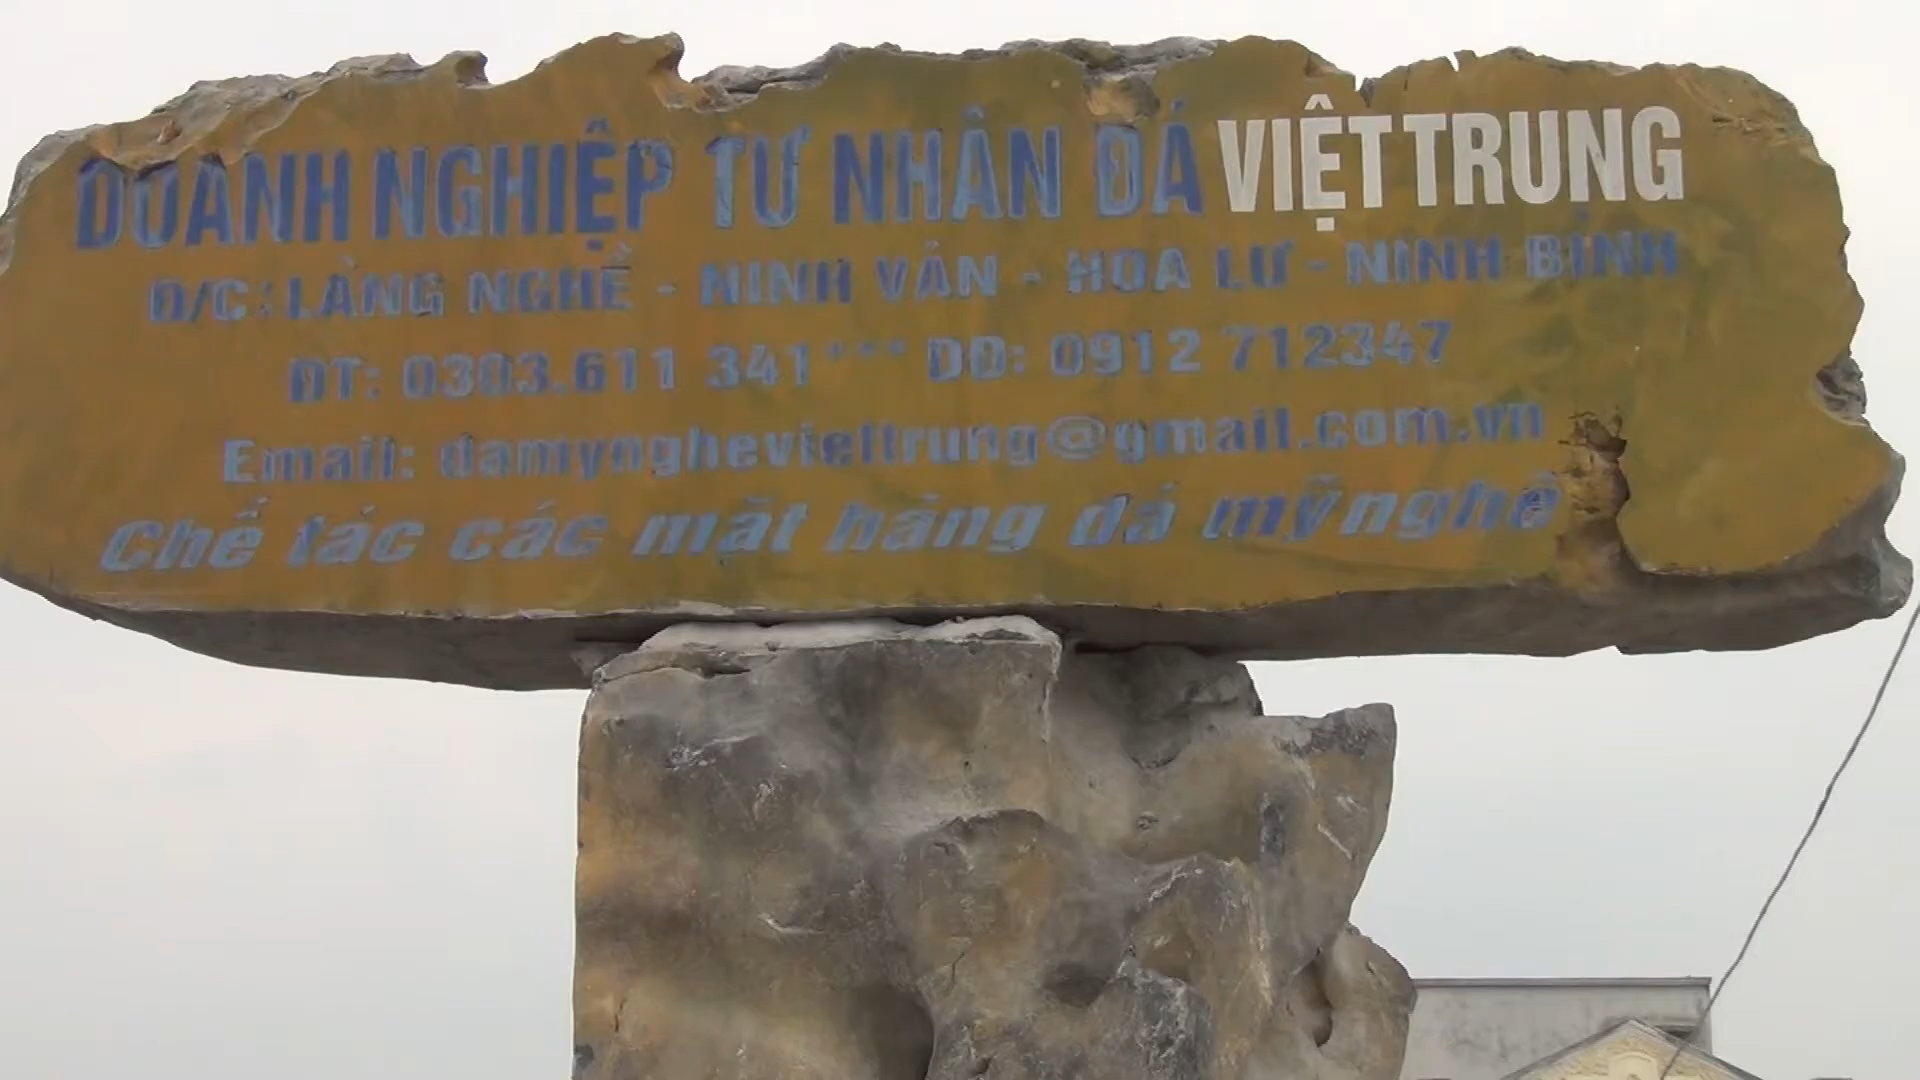 DOANH NGHIỆP TƯ NHÂN ĐÁ VIỆT TRUNG
Đ/C: LÀNG NGHỀ - NINH VÂN - HOA LƯ - NINH BÌNH
ĐT: 0303.611 341*** DĐ: 0912 712347
Email: damyngheviettrung@gmail.com.vn
Chế tác các mặt hàng đá mỹ nghệ